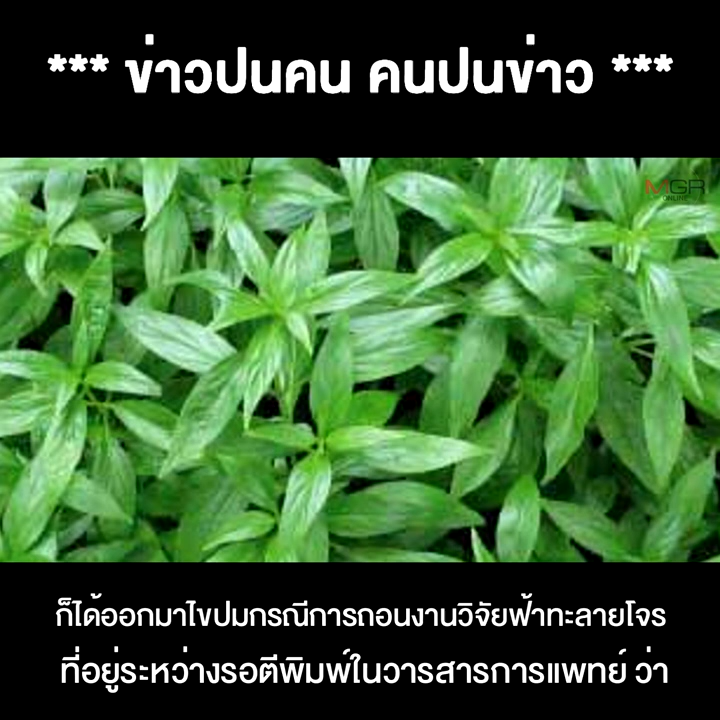 *** ข่าวปนคน คนปนข่าว ***
MGR
ONLINE
ก็ได้ออกมาไขปมกรณีการถอนงานวิจัยฟ้าทะลายโจร
ที่อยู่ระหว่างรอตีพิมพ์ในวารสารการแพทย์ ว่า